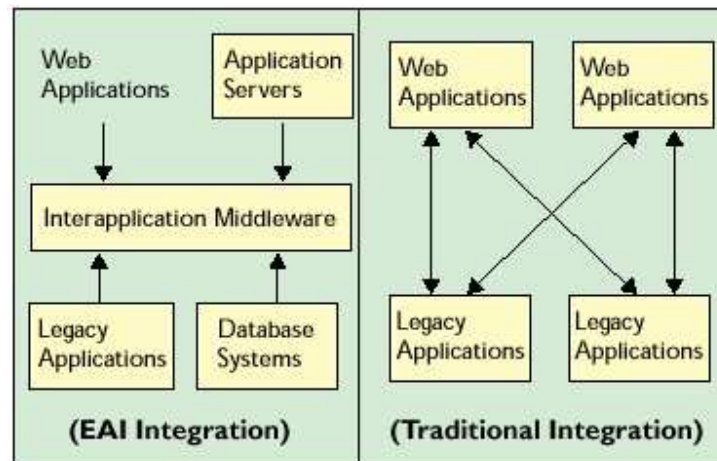 Web
Applications
Application
Servers
Interapplication Middleware
Legacy
Applications
Database
Systems
(EAI Integration)
Web
Applications
Web
Applications
Legacy
Applications
Legacy
Applications
(Traditional Integration)